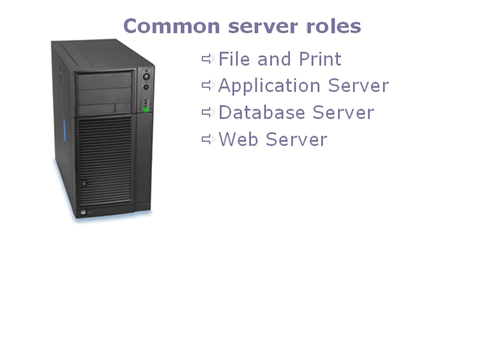 Common server roles
File and Print
Application Server
Database Server
Web Server